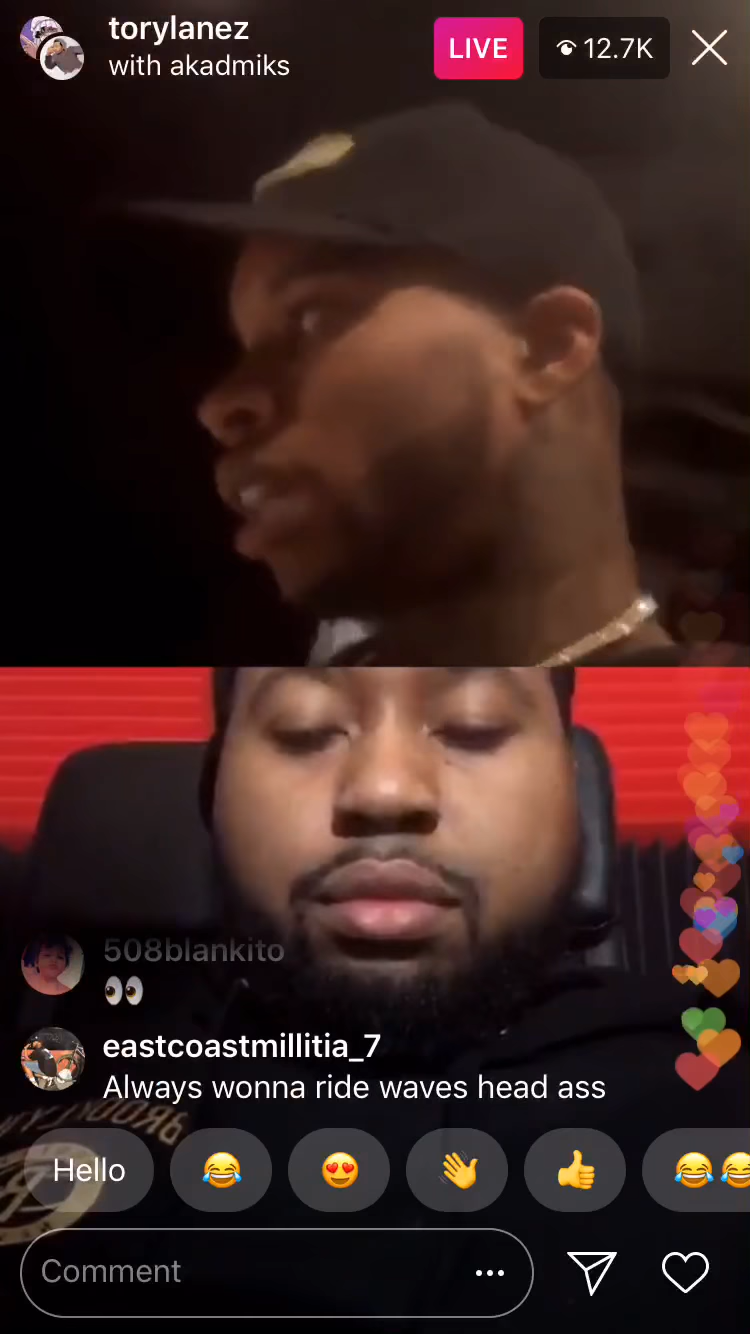 torylanez
with akadmiks
LIVE
12.7K
508blankito
👀
eastcoastmillitia_7
Always wonna ride waves head ass
Hello
Comment